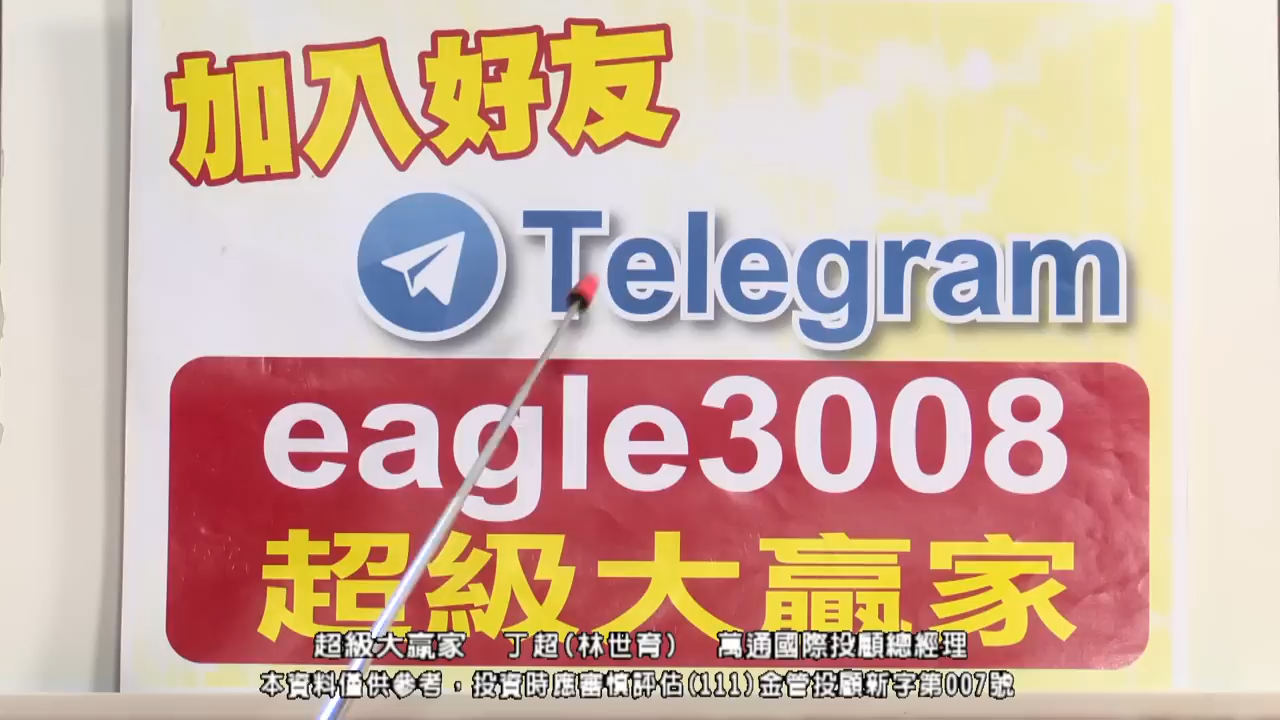 加入好友
Telegram
eagle3008
超級大贏家
超級大贏家 丁超(林世育) 萬通國際投顧總經理
本資料僅供參考，投資時應審慎評估(111)金管投顧新字第007號